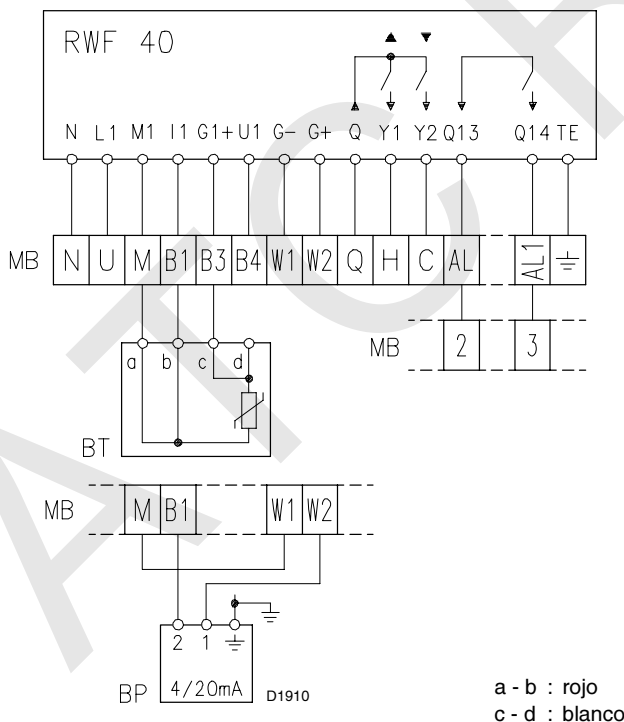 RWF 40
N L1 M1 I1 G1+ U1 G- G+ Q Y1 Y2 Q13 Q14 TE
MB N U M B1 B3 B4 W1 W2 Q H C AL AL1
MB 2 3
a b c d
BT
MB M B1 W1 W2
2 1
BP 4/20mA D1910
a - b : rojo
c - d : blanco